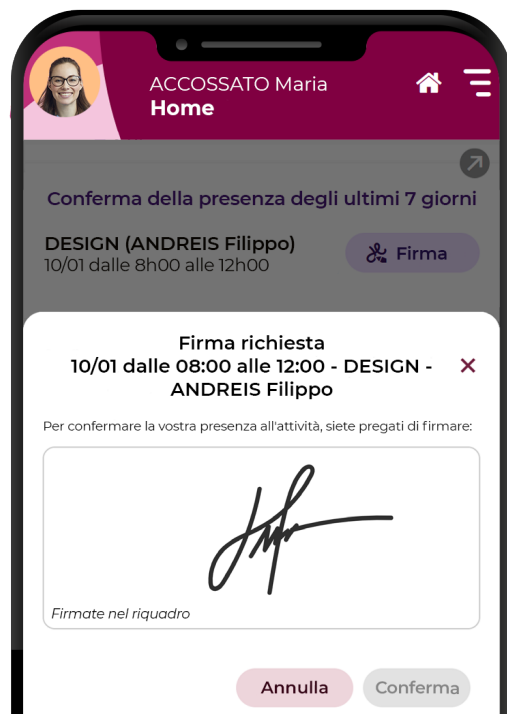 ACCOSSATO Maria
Home
Conferma della presenza degli ultimi 7 giorni
DESIGN (ANDREIS Filippo)
10/01 dalle 8h00 alle 12h00
Firma
Firma richiesta
10/01 dalle 08:00 alle 12:00 - DESIGN -
ANDREIS Filippo
Per confermare la vostra presenza all'attività, siete pregati di firmare:
Firmate nel riquadro
Annulla
Conferma